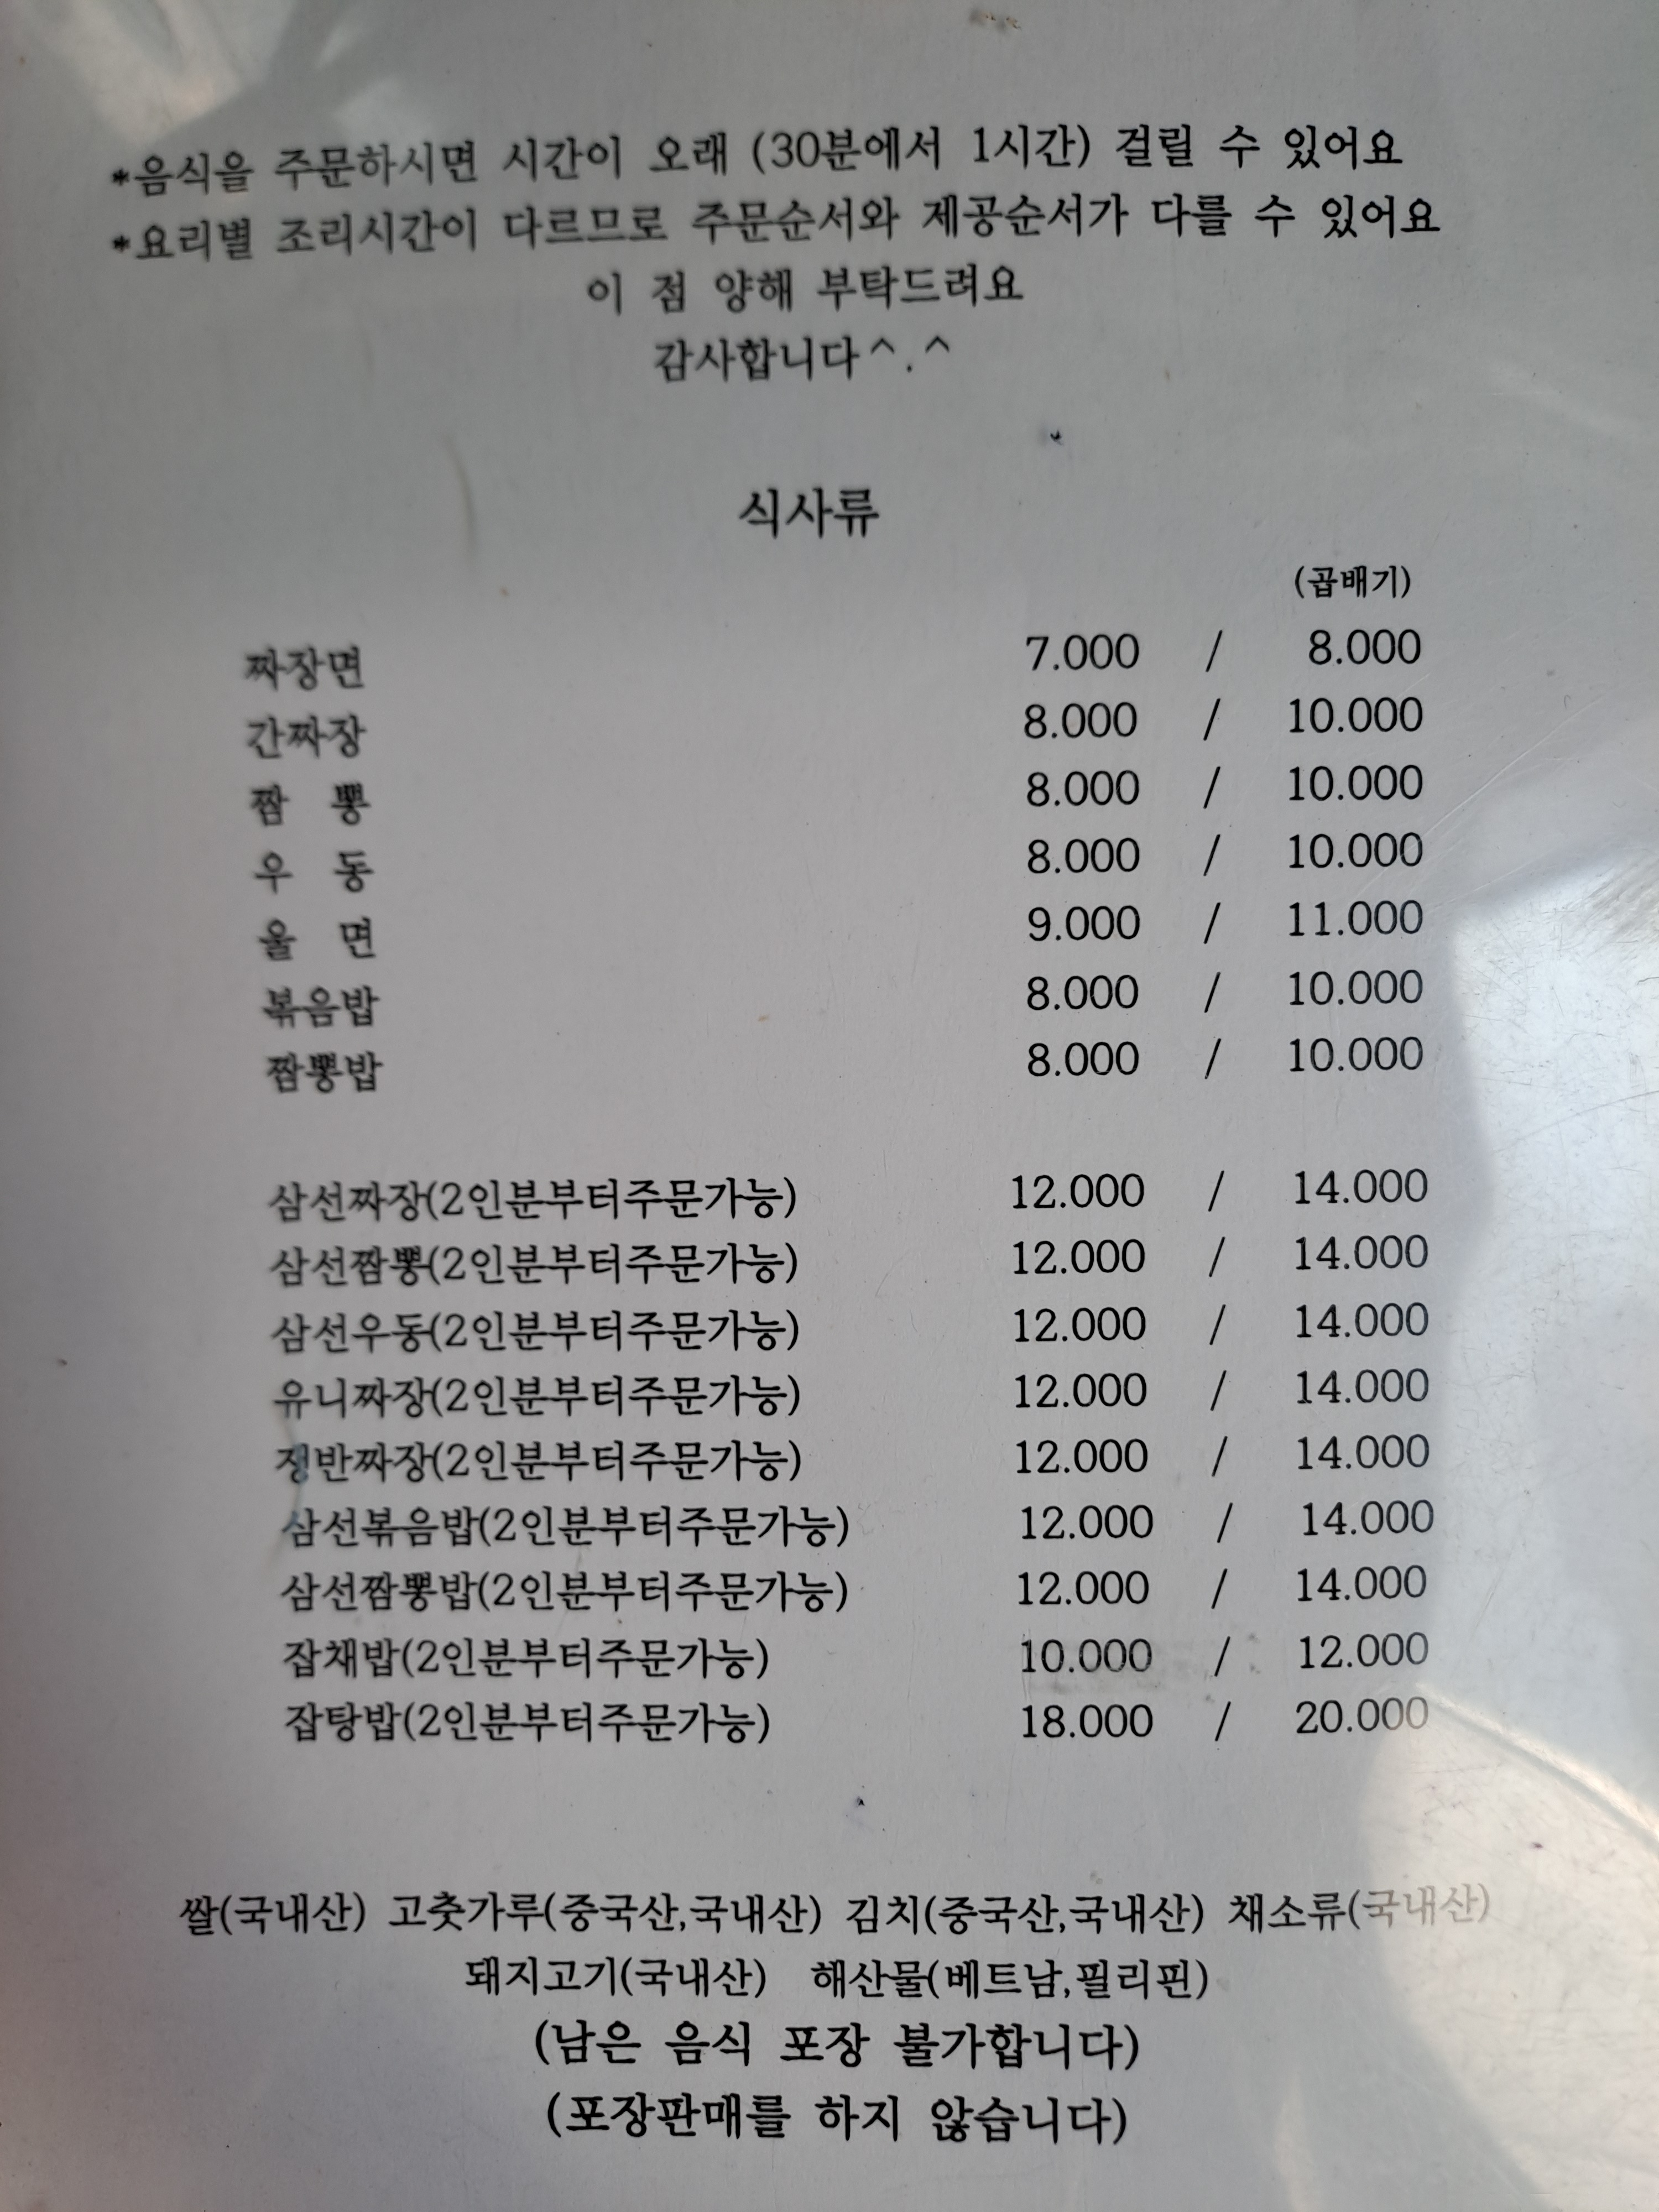 *음식을 주문하시면 시간이 오래 (30분에서 1시간) 걸릴 수 있어요
*요리별 조리시간이 다르므로 주문순서와 제공순서가 다를 수 있어요
이 점 양해 부탁드려요
감사합니다^.^
식사류
(곱배기)
짜장면 7.000 / 8.000
간짜장 8.000 / 10.000
짬 뽕 8.000 / 10.000
우 동 8.000 / 10.000
울 면 9.000 / 11.000
볶음밥 8.000 / 10.000
짬뽕밥 8.000 / 10.000
삼선짜장(2인분부터주문가능) 12.000 / 14.000
삼선짬뽕(2인분부터주문가능) 12.000 / 14.000
삼선우동(2인분부터주문가능) 12.000 / 14.000
유니짜장(2인분부터주문가능) 12.000 / 14.000
쟁반짜장(2인분부터주문가능) 12.000 / 14.000
삼선볶음밥(2인분부터주문가능) 12.000 / 14.000
삼선짬뽕밥(2인분부터주문가능) 12.000 / 14.000
잡채밥(2인분부터주문가능) 10.000 / 12.000
잡탕밥(2인분부터주문가능) 18.000 / 20.000
쌀(국내산) 고춧가루(중국산,국내산) 김치(중국산,국내산) 채소류(국내산)
돼지고기(국내산) 해산물(베트남,필리핀)
(남은 음식 포장 불가합니다)
(포장판매를 하지 않습니다)